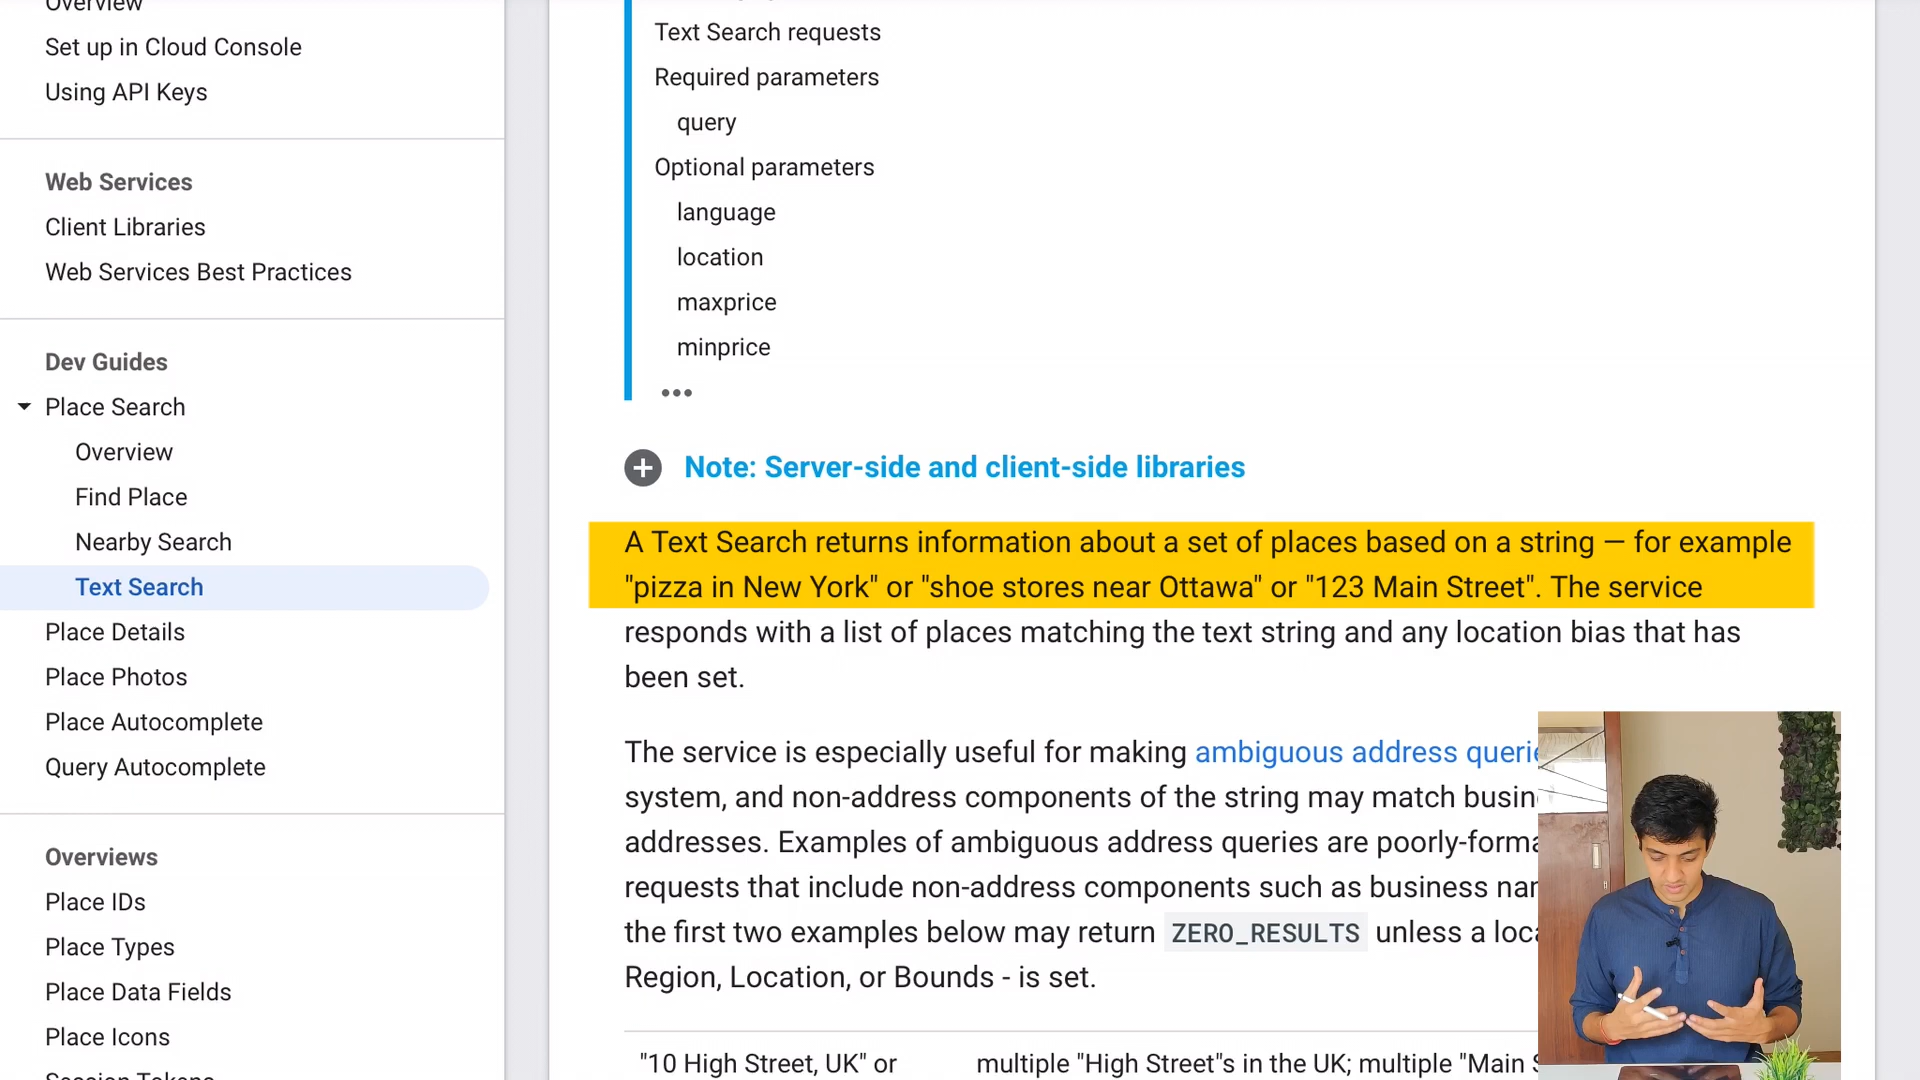 Overview
Set up in Cloud Console
Using API Keys
Web Services
Client Libraries
Web Services Best Practices
Dev Guides
Place Search
Overview
Find Place
Nearby Search
Text Search
Place Details
Place Photos
Place Autocomplete
Query Autocomplete
Overviews
Place IDs
Place Types
Place Data Fields
Place Icons
Session Tokens
Text Search requests
Required parameters
query
Optional parameters
language
location
maxprice
minprice
Note: Server-side and client-side libraries
A Text Search returns information about a set of places based on a string — for example
"pizza in New York" or "shoe stores near Ottawa" or "123 Main Street". The service
responds with a list of places matching the text string and any location bias that has
been set.
The service is especially useful for making ambiguous address querie
system, and non-address components of the string may match busin
addresses. Examples of ambiguous address queries are poorly-forma
requests that include non-address components such as business nam
the first two examples below may return ZERO_RESULTS unless a loca
Region, Location, or Bounds - is set.
"10 High Street, UK" or
multiple "High Street"s in the UK; multiple "Main S